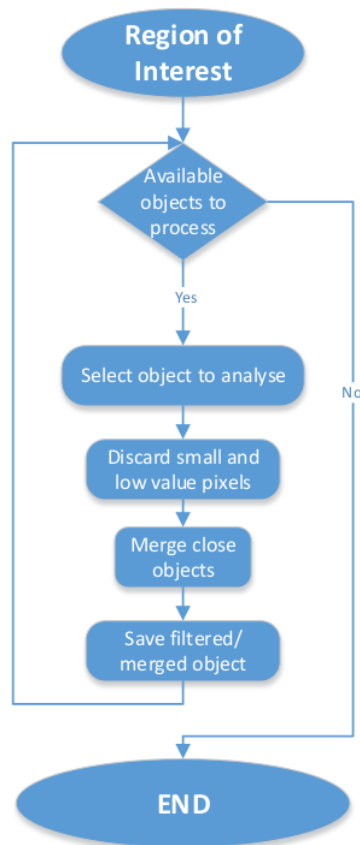 Region of
Interest
Available
objects to
process
Yes
Select object to analyse
No
Discard small and
low value pixels
Merge close
objects
Save filtered/
merged object
END